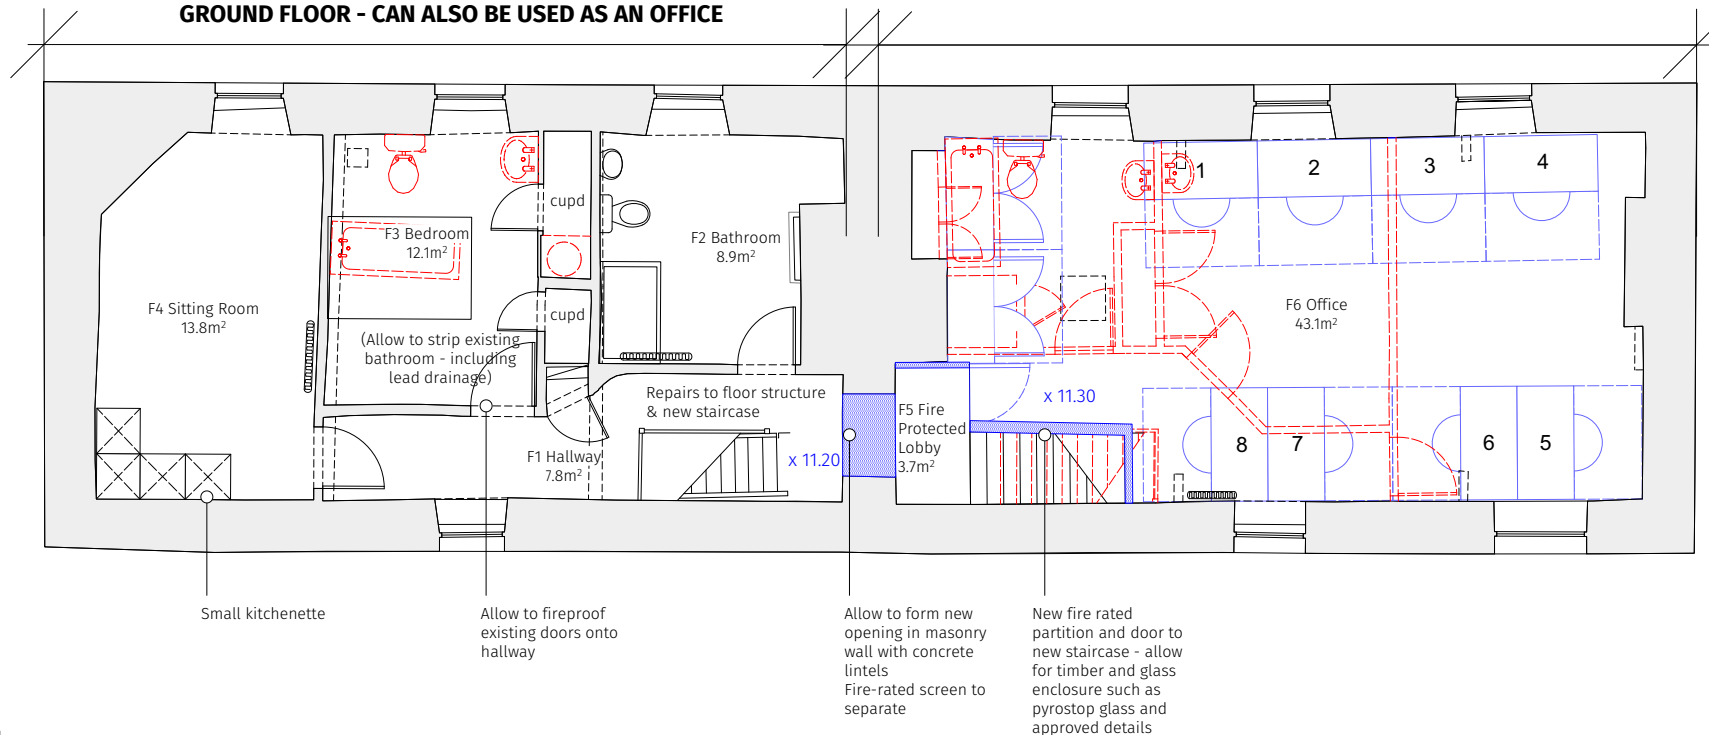 GROUND FLOOR - CAN ALSO BE USED AS AN OFFICE
cupd
F3 Bedroom
12.1m²
F2 Bathroom
8.9m²
F4 Sitting Room
13.8m²
cupd
(Allow to strip existing
bathroom - including
lead drainage)
Repairs to floor structure
& new staircase
F1 Hallway
7.8m²
x 11.20
F5 Fire
Protected
Lobby
3.7m²
x 11.30
1
2
3
4
F6 Office
43.1m²
8
7
6
5
Small kitchenette
Allow to fireproof
existing doors onto
hallway
Allow to form new
opening in masonry
wall with concrete
lintels
Fire-rated screen to
separate
New fire rated
partition and door to
new staircase - allow
for timber and glass
enclosure such as
pyrostop glass and
approved details